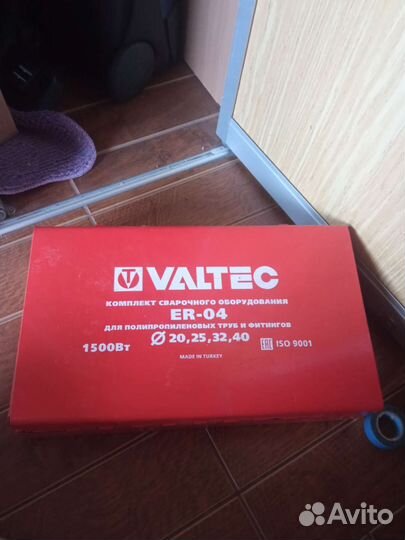 VALTEC
КОМПЛЕКТ СВАРОЧНОГО ОБОРУДОВАНИЯ
ER-04
ДЛЯ ПОЛИПРОПИЛЕНОВЫХ ТРУБ И ФИТИНГОВ
1500Вт Ø 20,25,32,40 EAC ISO 9001
MADE IN TURKEY
Avito